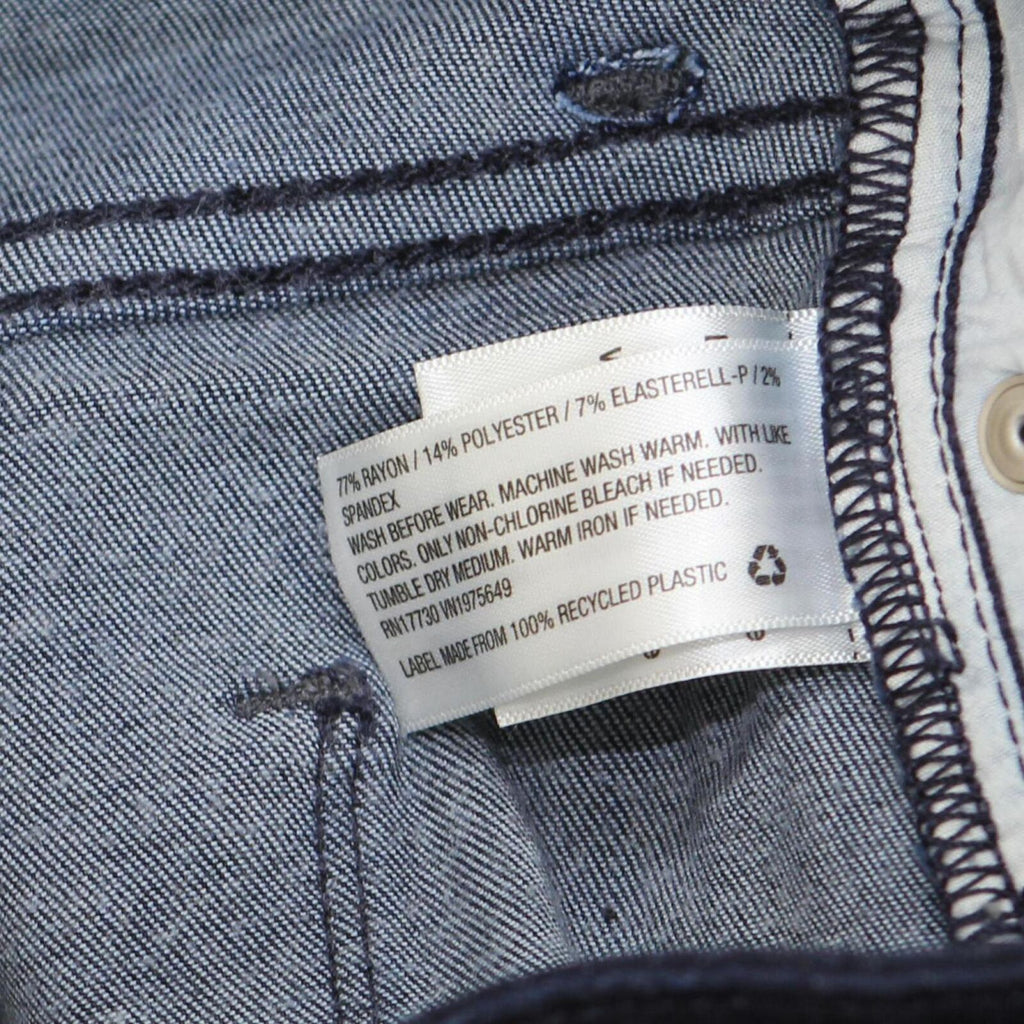 77% RAYON / 14% POLYESTER / 7% ELASTERELL-P / 2%
SPANDEX
WASH BEFORE WEAR. MACHINE WASH WARM. WITH LIKE
COLORS. ONLY NON-CHLORINE BLEACH IF NEEDED.
TUMBLE DRY MEDIUM. WARM IRON IF NEEDED.
RN17730 VN1975649
LABEL MADE FROM 100% RECYCLED PLASTIC